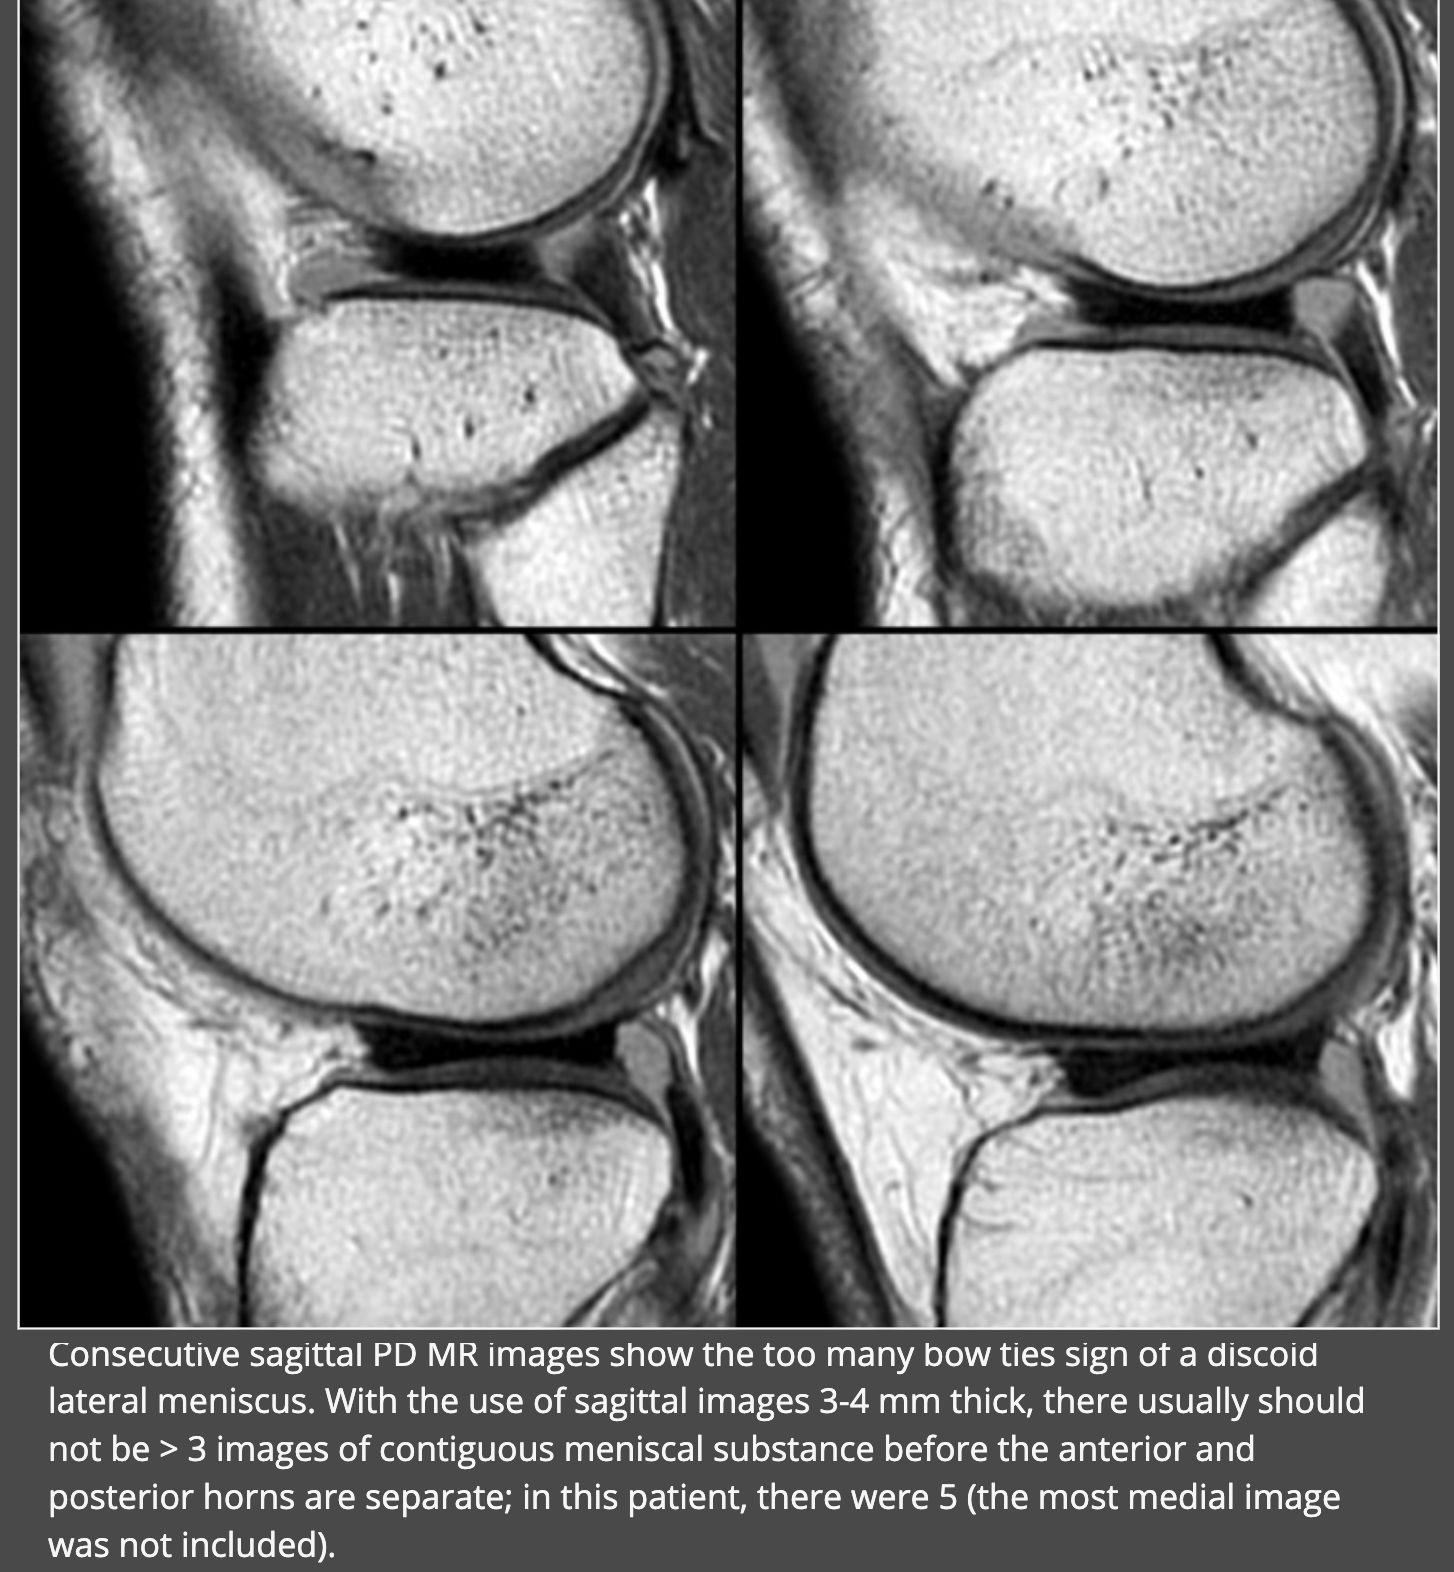 Consecutive sagittal PD MR images show the too many bow ties sign of a discoid
lateral meniscus. With the use of sagittal images 3-4 mm thick, there usually should
not be > 3 images of contiguous meniscal substance before the anterior and
posterior horns are separate; in this patient, there were 5 (the most medial image
was not included).